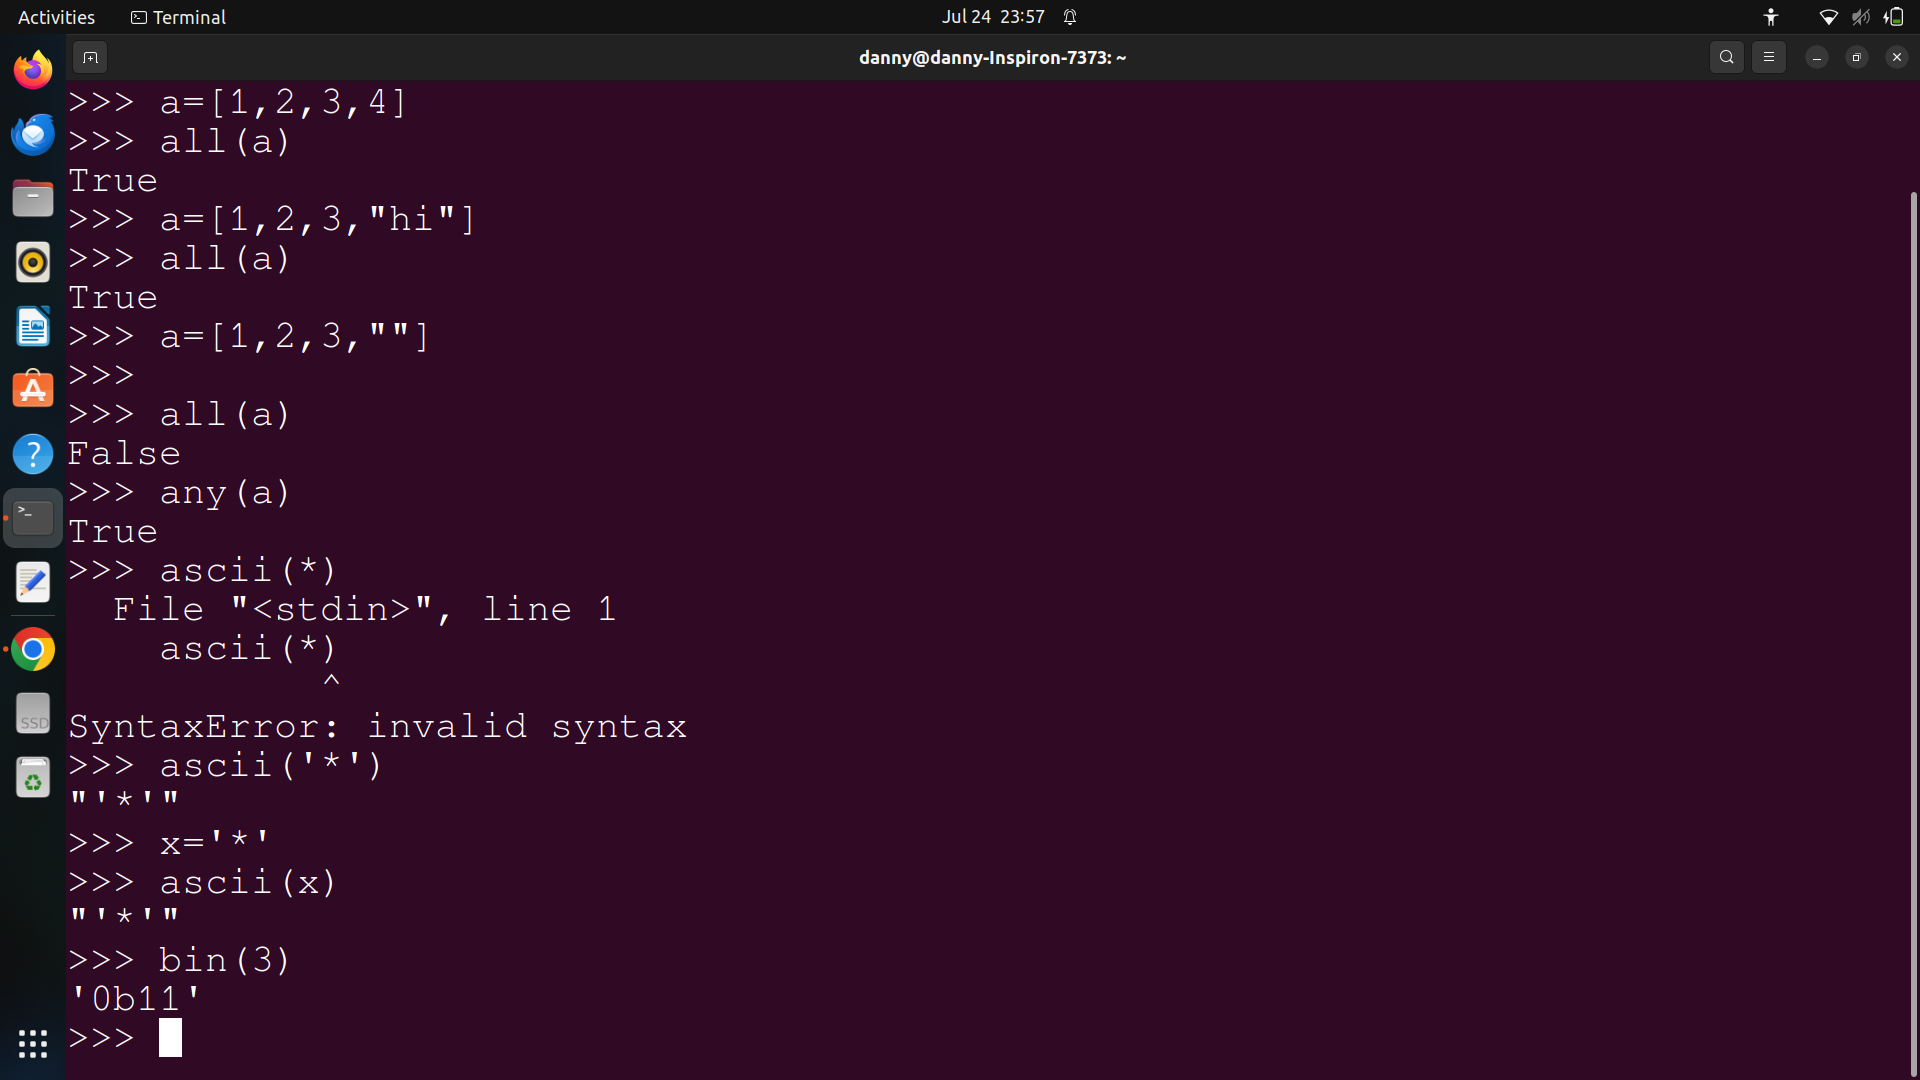 Activities Terminal Jul 24 23:57
danny@danny-Inspiron-7373: ~
>>> a=[1,2,3,4]
>>> all(a)
True
>>> a=[1,2,3,"hi"]
>>> all(a)
True
>>> a=[1,2,3,""]
>>>
>>> all(a)
False
>>> any(a)
True
>>> ascii(*)
  File "<stdin>", line 1
    ascii(*)
           ^
SyntaxError: invalid syntax
>>> ascii('*')
"'*'"
>>> x='*'
>>> ascii(x)
"'*'"
>>> bin(3)
'0b11'
>>>
SSD